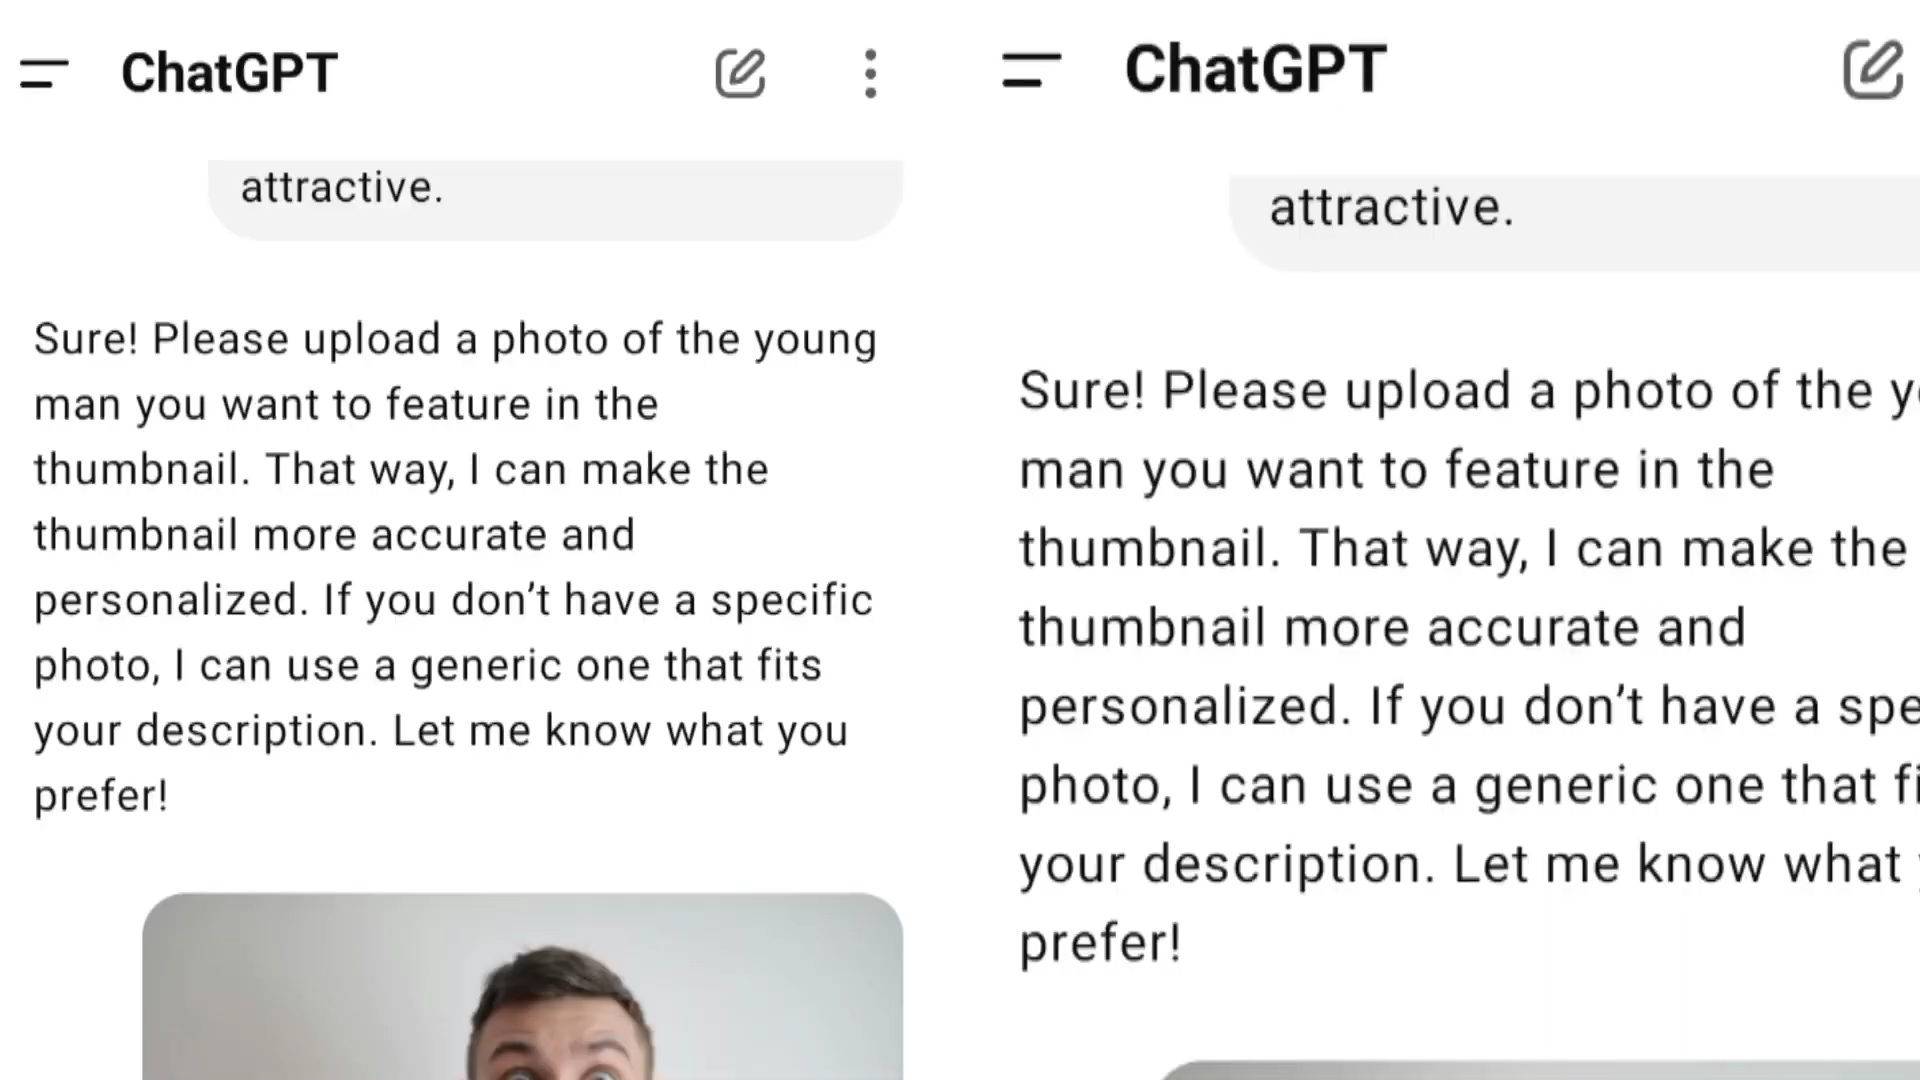 ChatGPT
attractive.
Sure! Please upload a photo of the young
man you want to feature in the
thumbnail. That way, I can make the
thumbnail more accurate and
personalized. If you don’t have a specific
photo, I can use a generic one that fits
your description. Let me know what you
prefer!
ChatGPT
attractive.
Sure! Please upload a photo of the
man you want to feature in the
thumbnail. That way, I can make the
thumbnail more accurate and
personalized. If you don’t have a
photo, I can use a generic one that
your description. Let me know what
prefer!